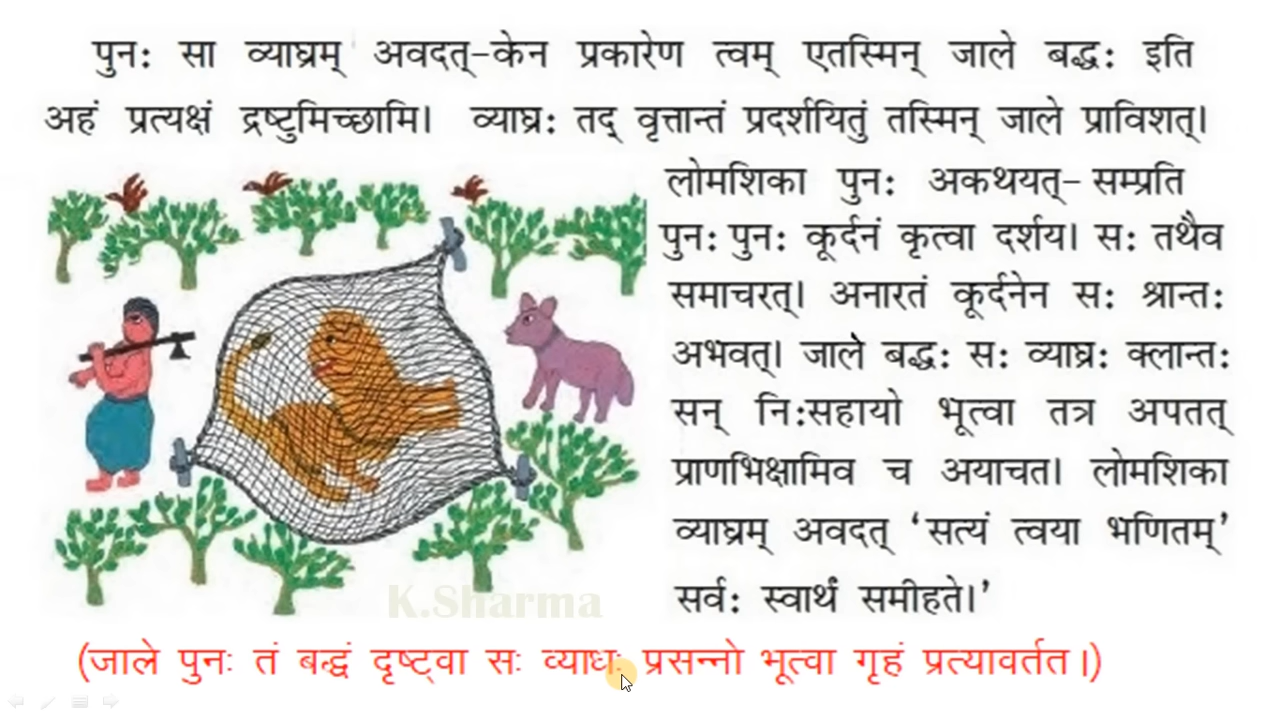 पुनः सा व्याघ्रम् अवदत्-केन प्रकारेण त्वम् एतस्मिन् जाले बद्धः इति
अहं प्रत्यक्षं द्रष्टुमिच्छामि। व्याघ्रः तद् वृत्तान्तं प्रदर्शयितुं तस्मिन् जाले प्राविशत्।
लोमशिका पुनः अकथयत्- सम्प्रति
पुनः पुनः कूर्दनं कृत्वा दर्शय। सः तथैव
समाचरत्। अनारतं कूर्दनेन सः श्रान्तः
अभवत्। जाले बद्धः सः व्याघ्रः क्लान्तः
सन् निःसहायो भूत्वा तत्र अपतत्
प्राणभिक्षामिव च अयाचत। लोमशिका
व्याघ्रम् अवदत् ‘सत्यं त्वया भणितम्’
सर्वः स्वार्थं समीहते।’
K.Sharma
(जाले पुनः तं बद्धं दृष्ट्वा सः व्याधः प्रसन्नो भूत्वा गृहं प्रत्यावर्तत।)